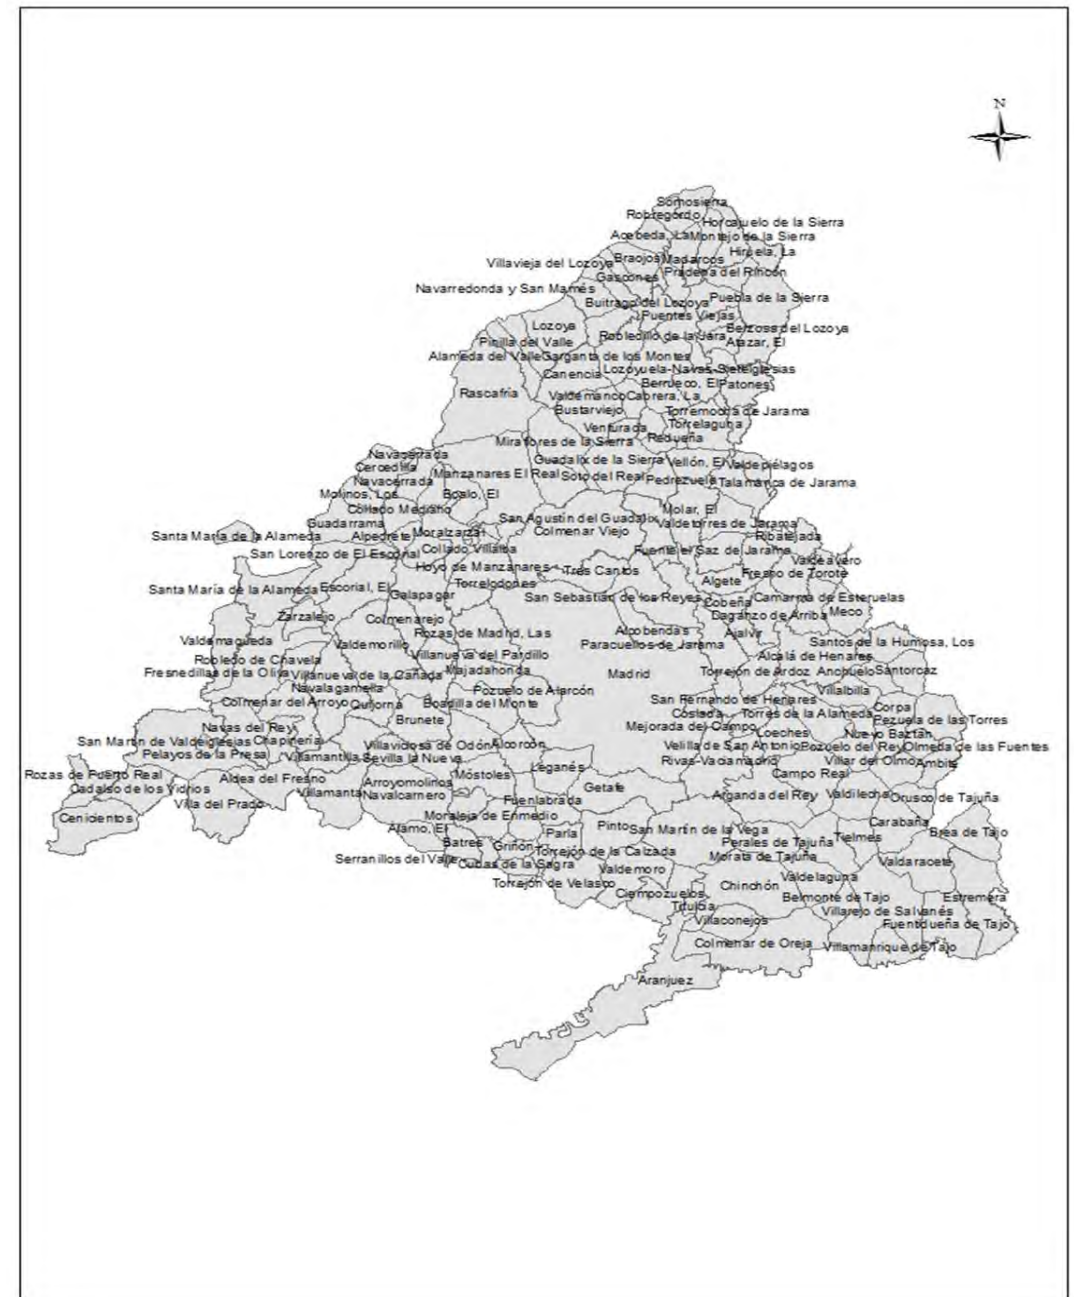 N
Somosierra
Robregordo
Horcajuelo de la Sierra
Acebeda, La
Montejo de la Sierra
Hiruela, La
Braojos
Madarcos
Villavieja del Lozoya
Pradena del Rincón
Gascones
Navarredonda y San Mamés
Puebla de la Sierra
Buitrago del Lozoya
Puentes Viejas
Lozoya
Berzosa del Lozoya
Robledillo de la Jara
Pinilla del Valle
Atazar, El
Alameda del Valle
Garganta de los Montes
Canencia
Lozoyuela-Navas-Sieteiglesias
Berrueco, El
Patones
Rascafría
Valdemanco
Cabrera, La
Bustarviejo
Torremocha de Jarama
Torrelaguna
Venturada
Redueña
Miraflores de la Sierra
Navacerrada
Guadalix de la Sierra
Vellón, El
Valdepiélagos
Cercedilla
Manzanares El Real
Soto del Real
Pedrezuela
Talamanca de Jarama
Navacerrada
Molinos, Los
Boalo, El
Collado Mediano
Molar, El
San Agustín del Guadalix
Guadarrama
Valdetorres de Jarama
Colmenar Viejo
Santa María de la Alameda
Alpedrete
Moralzarzal
Ribatejada
San Lorenzo de El Escorial
Collado Villalba
Fuente el Saz de Jarama
Valdeavero
Hoyo de Manzanares
Tres Cantos
Fresno de Torote
Santa María de la Alameda
Escorial, El
Torrelodones
Algete
Galapagar
San Sebastián de los Reyes
Cobeña
Camarma de Esteruelas
Zarzalejo
Colmenarejo
Daganzo de Arriba
Meco
Rozas de Madrid, Las
Alcobendas
Ajalvir
Valdemaqueda
Valdemorillo
Paracuellos de Jarama
Santos de la Humosa, Los
Robledo de Chavela
Villanueva del Pardillo
Alcalá de Henares
Fresnedillas de la Oliva
Villanueva de la Cañada
Majadahonda
Madrid
Torrejón de Ardoz
Anchuelo
Santorcaz
Navalagamella
Pozuelo de Alarcón
Villalbilla
Colmenar del Arroyo
Quijorna
Boadilla del Monte
San Fernando de Henares
Corpa
Coslada
Torres de la Alameda
Pezuela de las Torres
Navas del Rey
Brunete
Mejorada del Campo
Loeches
Nuevo Baztán
San Martín de Valdeiglesias
Chapinería
Villaviciosa de Odón
Alcorcón
Velilla de San Antonio
Pozuelo del Rey
Olmeda de las Fuentes
Pelayos de la Presa
Villamantilla
Sevilla la Nueva
Rivas-Vaciamadrid
Villar del Olmo
Ambite
Rozas de Puerto Real
Aldea del Fresno
Arroyomolinos
Móstoles
Leganés
Campo Real
Cadalso de los Vidrios
Villamanta
Navalcarnero
Getafe
Arganda del Rey
Valdilecha
Orusco de Tajuña
Villa del Prado
Fuenlabrada
Cenicientos
Moraleja de Enmedio
Carabaña
Álamo, El
Parla
Pinto
San Martín de la Vega
Tielmes
Brea de Tajo
Batres
Griñón
Perales de Tajuña
Torrejón de la Calzada
Morata de Tajuña
Serranillos del Valle
Cubas de la Sagra
Valdemoro
Valdaracete
Torrejón de Velasco
Valdelaguna
Chinchón
Ciempozuelos
Belmonte de Tajo
Estremera
Titulcia
Villarejo de Salvanés
Villaconejos
Fuentidueña de Tajo
Colmenar de Oreja
Villamanrique de Tajo
Aranjuez